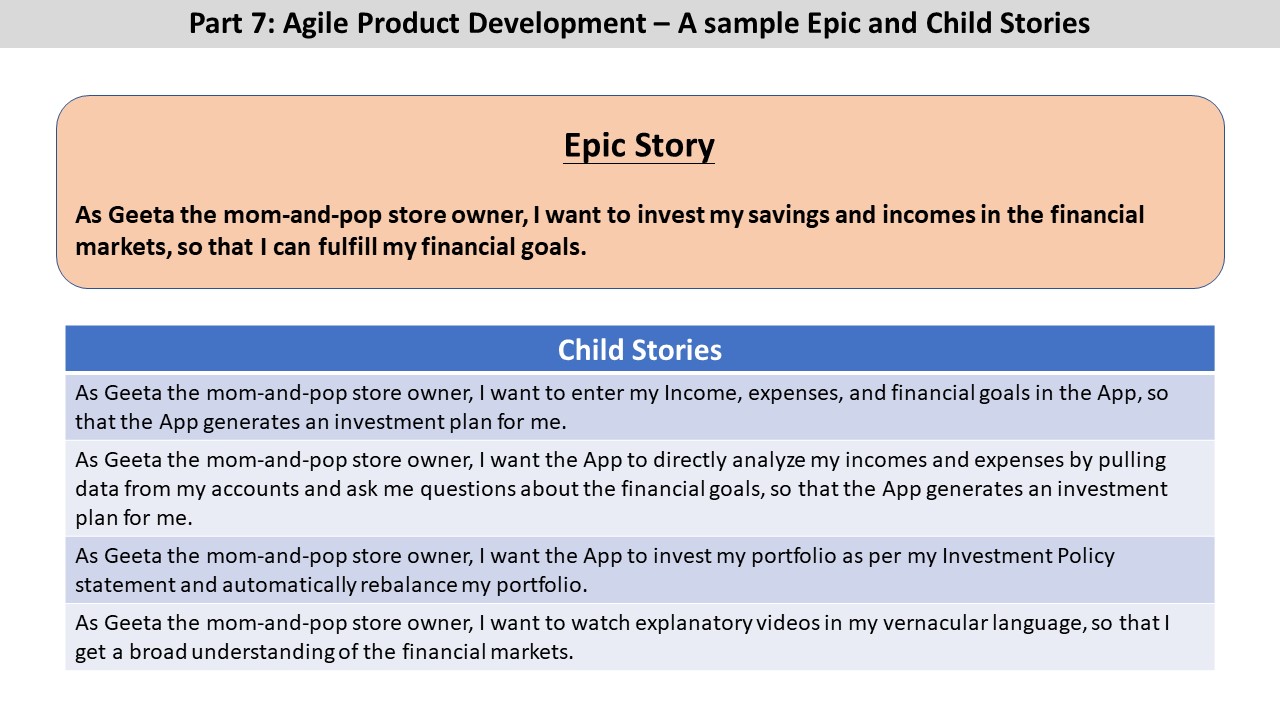 Part 7: Agile Product Development – A sample Epic and Child Stories
Epic Story
As Geeta the mom-and-pop store owner, I want to invest my savings and incomes in the financial
markets, so that I can fulfill my financial goals.
Child Stories
As Geeta the mom-and-pop store owner, I want to enter my Income, expenses, and financial goals in the App, so
that the App generates an investment plan for me.
As Geeta the mom-and-pop store owner, I want the App to directly analyze my incomes and expenses by pulling
data from my accounts and ask me questions about the financial goals, so that the App generates an investment
plan for me.
As Geeta the mom-and-pop store owner, I want the App to invest my portfolio as per my Investment Policy
statement and automatically rebalance my portfolio.
As Geeta the mom-and-pop store owner, I want to watch explanatory videos in my vernacular language, so that I
get a broad understanding of the financial markets.